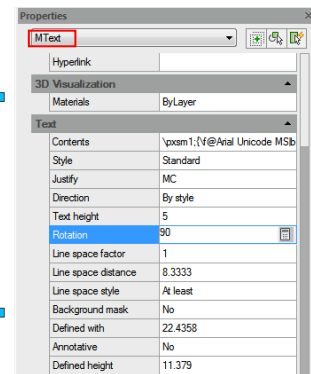 Properties
MText
Hyperlink
3D Visualization
Materials ByLayer
Text
Contents \pxsm1;{\f@Arial Unicode MS|b
Style Standard
Justify MC
Direction By style
Text height 5
Rotation 90
Line space factor 1
Line space distance 8.3333
Line space style At least
Background mask No
Defined with 22.4358
Annotative No
Defined height 11.379